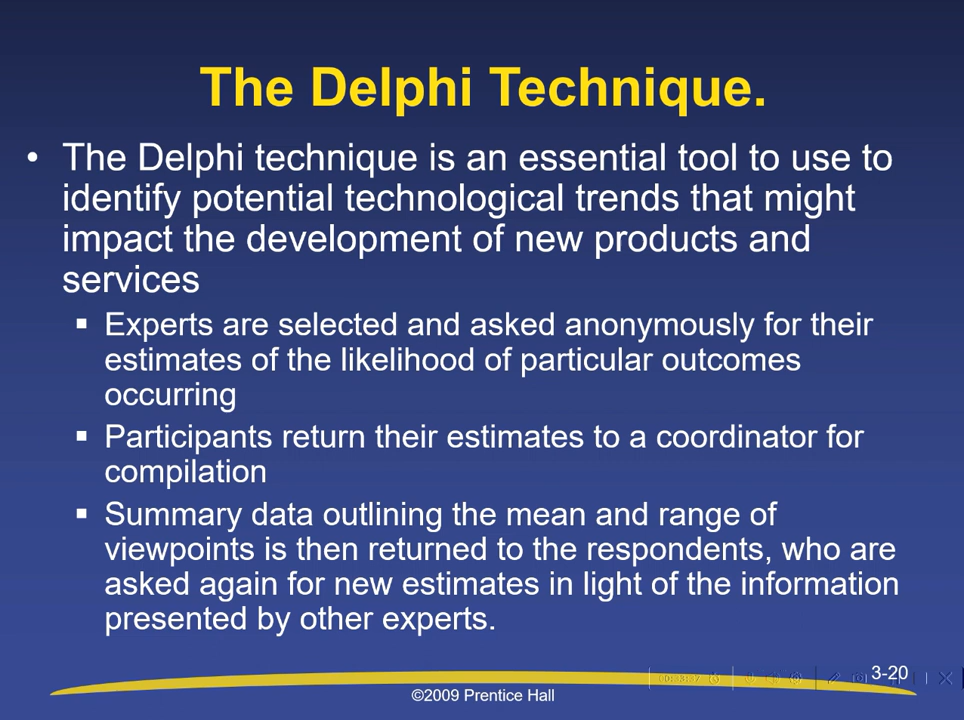 The Delphi Technique.
• The Delphi technique is an essential tool to use to
identify potential technological trends that might
impact the development of new products and
services
▪ Experts are selected and asked anonymously for their
estimates of the likelihood of particular outcomes
occurring
▪ Participants return their estimates to a coordinator for
compilation
▪ Summary data outlining the mean and range of
viewpoints is then returned to the respondents, who are
asked again for new estimates in light of the information
presented by other experts.
3-20
©2009 Prentice Hall